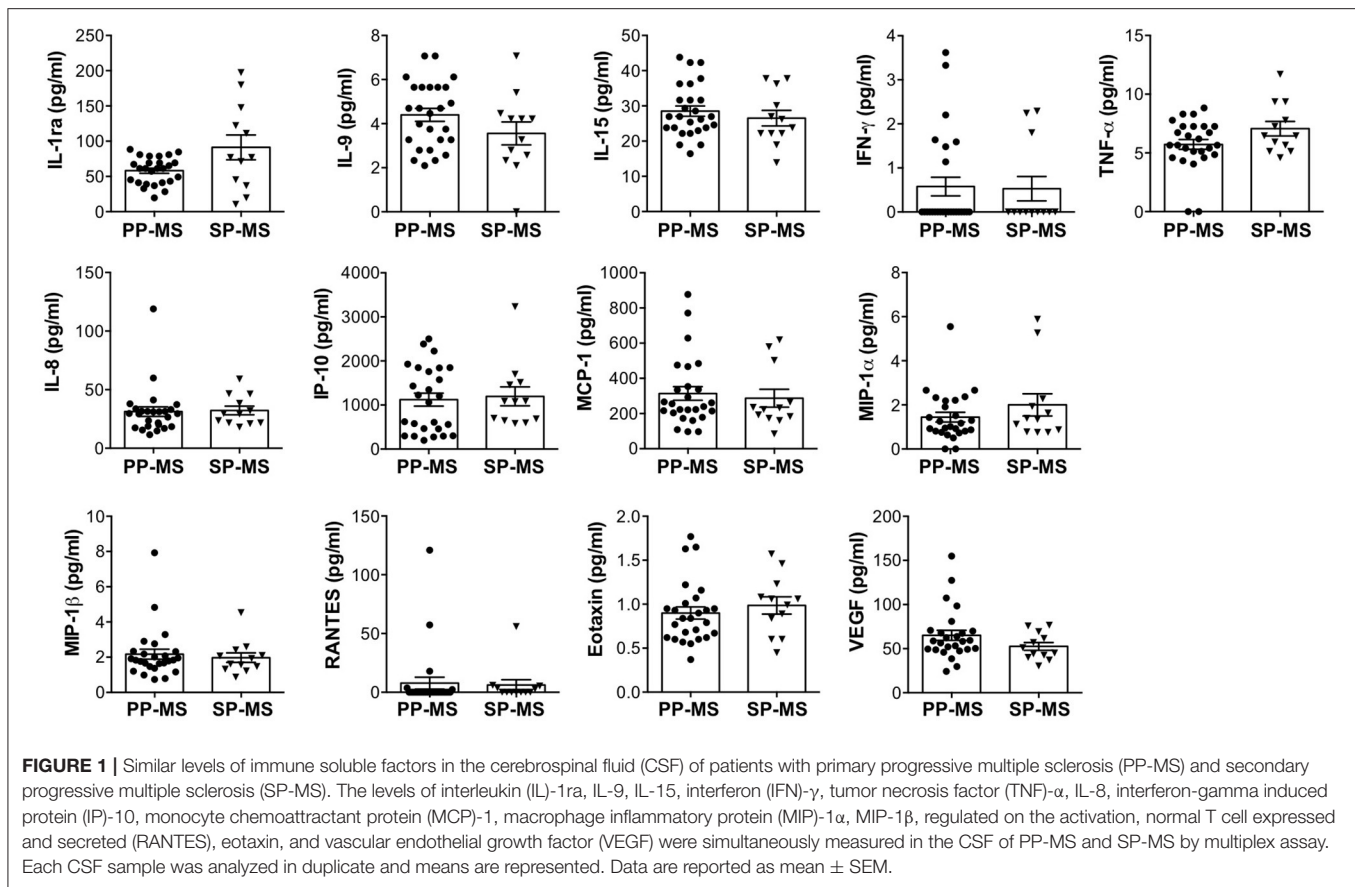 IL-1ra (pg/ml)
250
200
150
100
50
0
PP-MS SP-MS
IL-9 (pg/ml)
8
6
4
2
0
PP-MS SP-MS
IL-15 (pg/ml)
50
40
30
20
10
0
PP-MS SP-MS
IFN-γ (pg/ml)
4
3
2
1
0
PP-MS SP-MS
TNF-α (pg/ml)
15
10
5
0
PP-MS SP-MS
IL-8 (pg/ml)
150
100
50
0
PP-MS SP-MS
IP-10 (pg/ml)
4000
3000
2000
1000
0
PP-MS SP-MS
MCP-1 (pg/ml)
1000
800
600
400
200
0
PP-MS SP-MS
MIP-1α (pg/ml)
8
6
4
2
0
PP-MS SP-MS
MIP-1β (pg/ml)
10
8
6
4
2
0
PP-MS SP-MS
RANTES (pg/ml)
150
100
50
0
PP-MS SP-MS
Eotaxin (pg/ml)
2.0
1.5
1.0
0.5
0.0
PP-MS SP-MS
VEGF (pg/ml)
200
150
100
50
0
PP-MS SP-MS
FIGURE 1 | Similar levels of immune soluble factors in the cerebrospinal fluid (CSF) of patients with primary progressive multiple sclerosis (PP-MS) and secondary
progressive multiple sclerosis (SP-MS). The levels of interleukin (IL)-1ra, IL-9, IL-15, interferon (IFN)-γ, tumor necrosis factor (TNF)-α, IL-8, interferon-gamma induced
protein (IP)-10, monocyte chemoattractant protein (MCP)-1, macrophage inflammatory protein (MIP)-1α, MIP-1β, regulated on the activation, normal T cell expressed
and secreted (RANTES), eotaxin, and vascular endothelial growth factor (VEGF) were simultaneously measured in the CSF of PP-MS and SP-MS by multiplex assay.
Each CSF sample was analyzed in duplicate and means are represented. Data are reported as mean ± SEM.